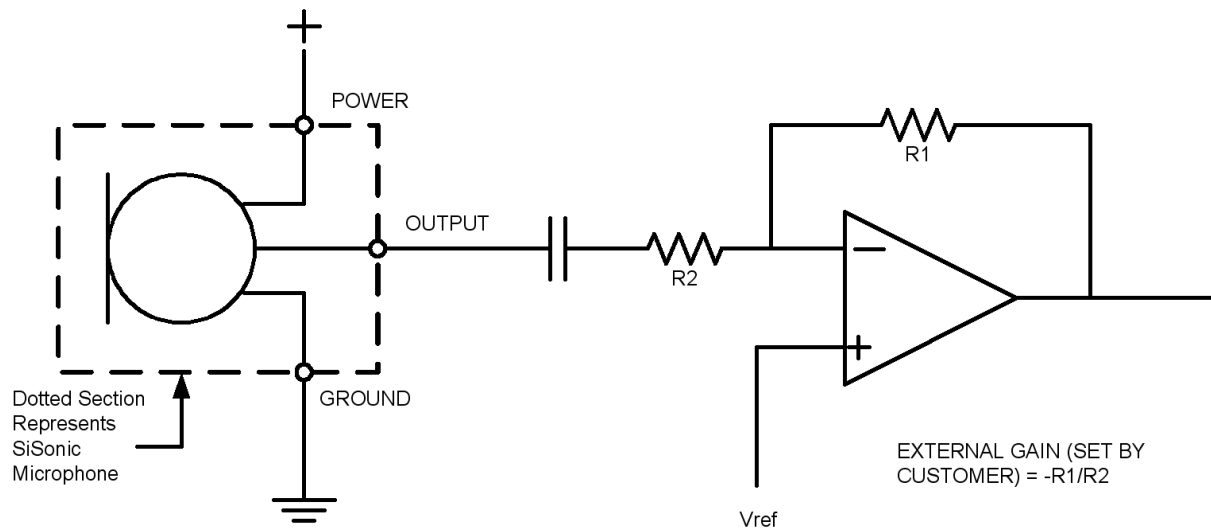 POWER
R1
OUTPUT
R2
Dotted Section
Represents
SiSonic
Microphone
GROUND
EXTERNAL GAIN (SET BY
CUSTOMER) = -R1/R2
Vref